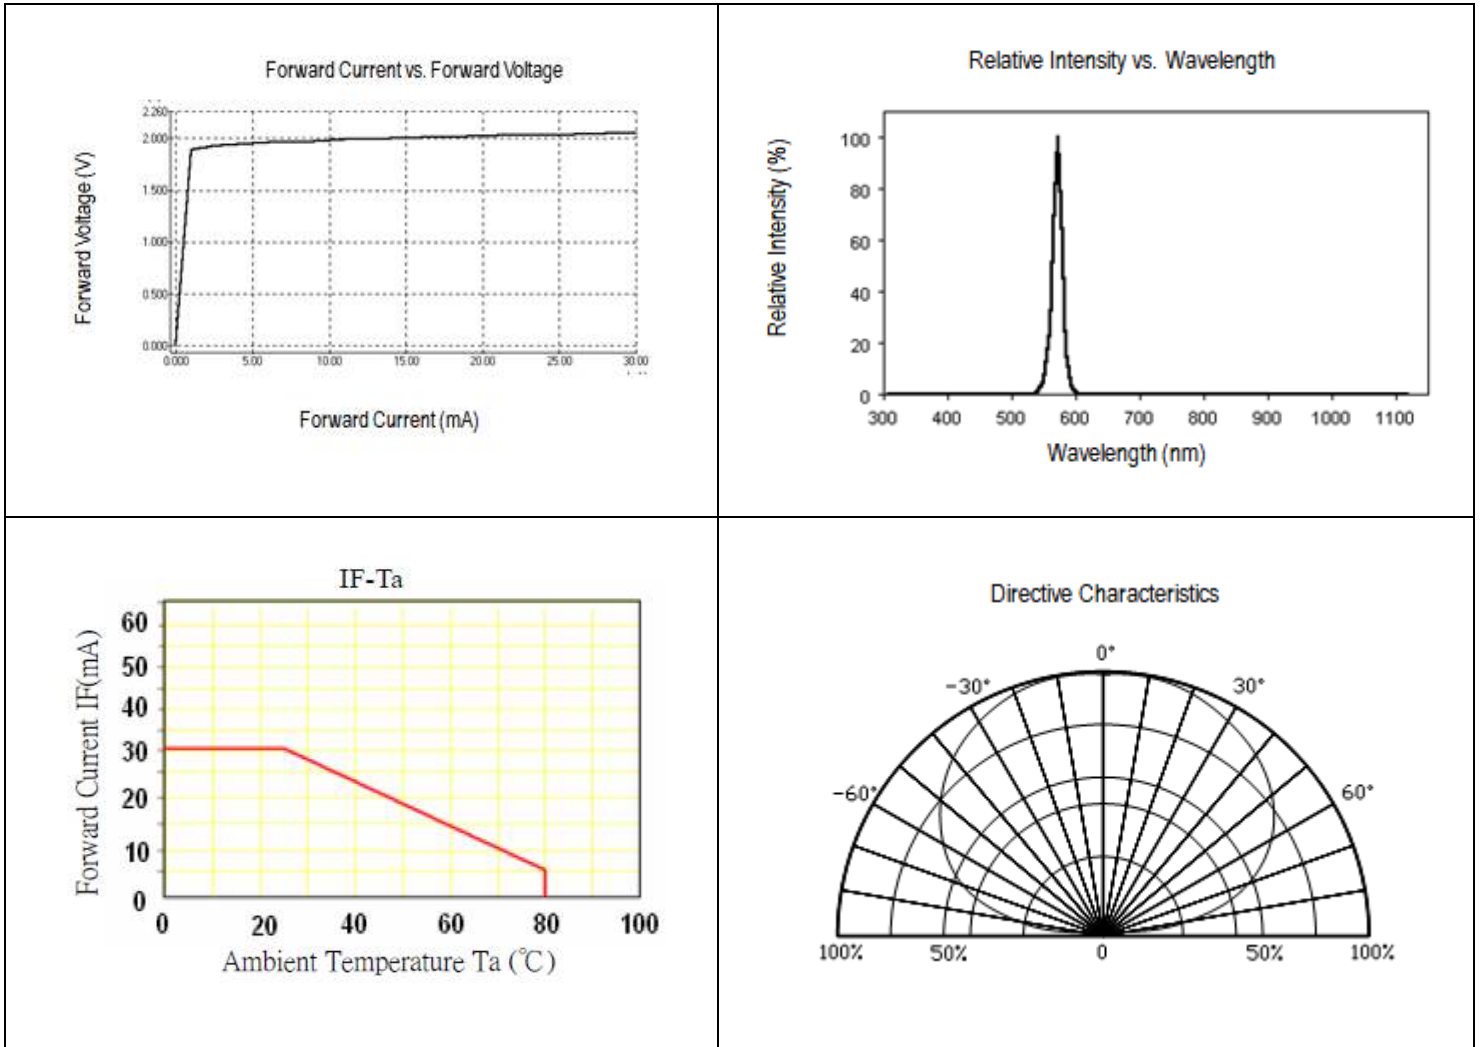 Forward Current vs. Forward Voltage
Forward Voltage (V)
2.260
2.000
1.500
1.000
0.500
0.000
0.000 5.00 10.00 15.00 20.00 25.00 30.00
Forward Current (mA)
Relative Intensity vs. Wavelength
Relative Intensity (%)
100
80
60
40
20
0
300 400 500 600 700 800 900 1000 1100
Wavelength (nm)
IF-Ta
Forward Current IF(mA)
60
50
40
30
20
10
0
0 20 40 60 80 100
Ambient Temperature Ta (℃)
Directive Characteristics
0°
-30° 30°
-60° 60°
100% 50% 0 50% 100%